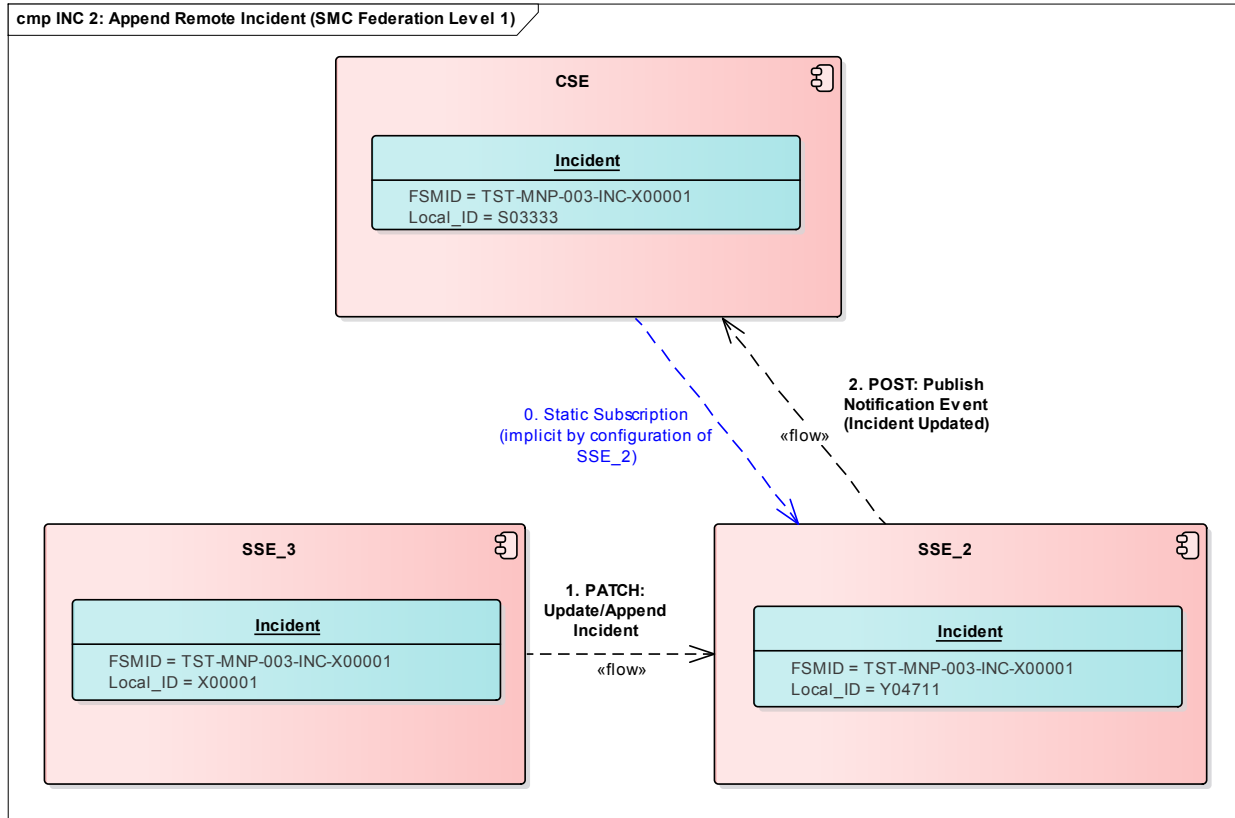 cmp INC 2: Append Remote Incident (SMC Federation Level 1)
CSE
Incident
FSMID = TST-MNP-003-INC-X00001
Local_ID = S03333
0. Static Subscription
(implicit by configuration of
SSE_2)
2. POST: Publish
Notification Event
(Incident Updated)
«flow»
SSE_3
Incident
FSMID = TST-MNP-003-INC-X00001
Local_ID = X00001
1. PATCH:
Update/Append
Incident
«flow»
SSE_2
Incident
FSMID = TST-MNP-003-INC-X00001
Local_ID = Y04711